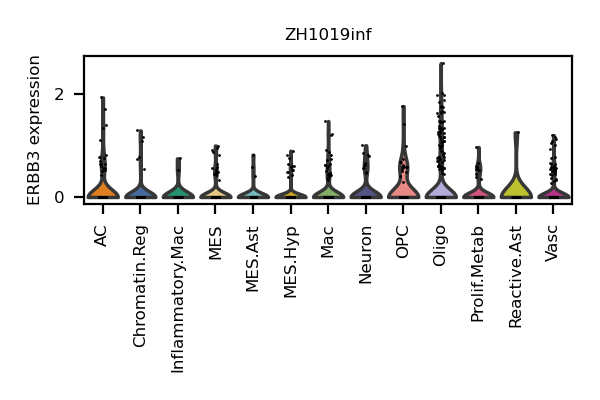 ZH1019inf
ERBB3 expression
2
0
AC
Chromatin.Reg
Inflammatory.Mac
MES
MES.Ast
MES.Hyp
Mac
Neuron
OPC
Oligo
Prolif.Metab
Reactive.Ast
Vasc